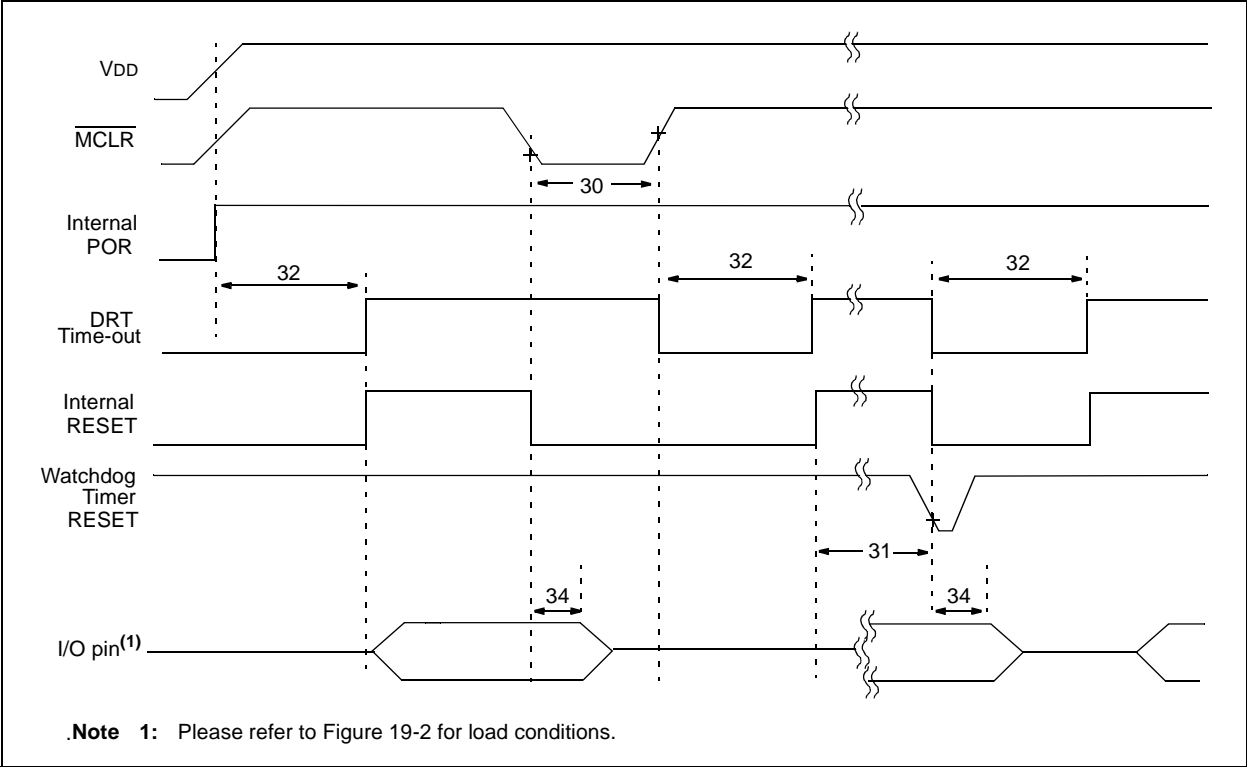 VDD
MCLR
30
Internal
POR
32
32
32
DRT
Time-out
Internal
RESET
Watchdog
Timer
RESET
31
34
34
I/O pin(1)
.Note 1: Please refer to Figure 19-2 for load conditions.